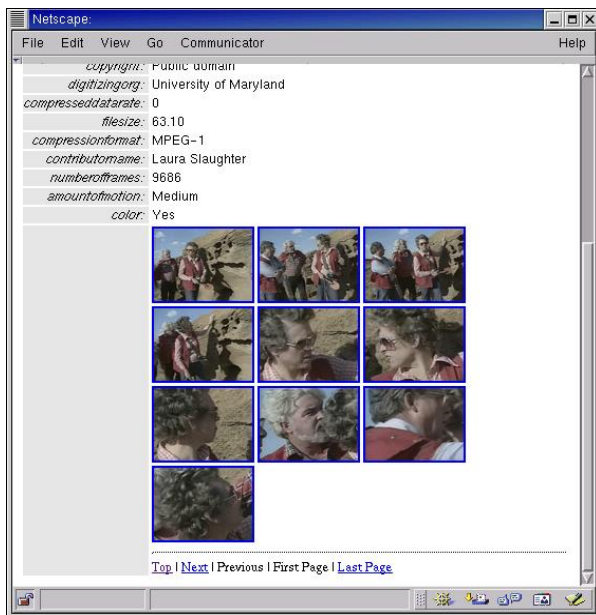 Netscape:
File Edit View Go Communicator Help
copyright: Public domain
digitizingorg: University of Maryland
compresseddatarate: 0
filesize: 63.10
compressionformat: MPEG-1
contributorname: Laura Slaughter
numberofframes: 9686
amountofmotion: Medium
color: Yes
Top | Next | Previous | First Page | Last Page